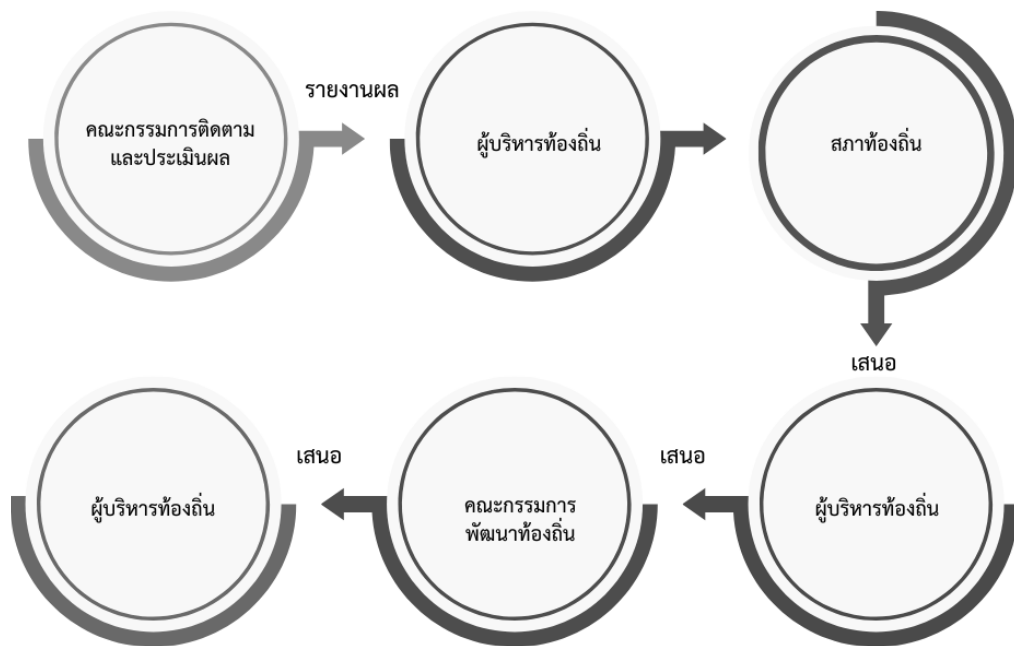 รายงานผล
คณะกรรมการติดตาม
และประเมินผล
ผู้บริหารท้องถิ่น
สภาท้องถิ่น
เสนอ
ผู้บริหารท้องถิ่น
เสนอ
คณะกรรมการ
พัฒนาท้องถิ่น
เสนอ
ผู้บริหารท้องถิ่น